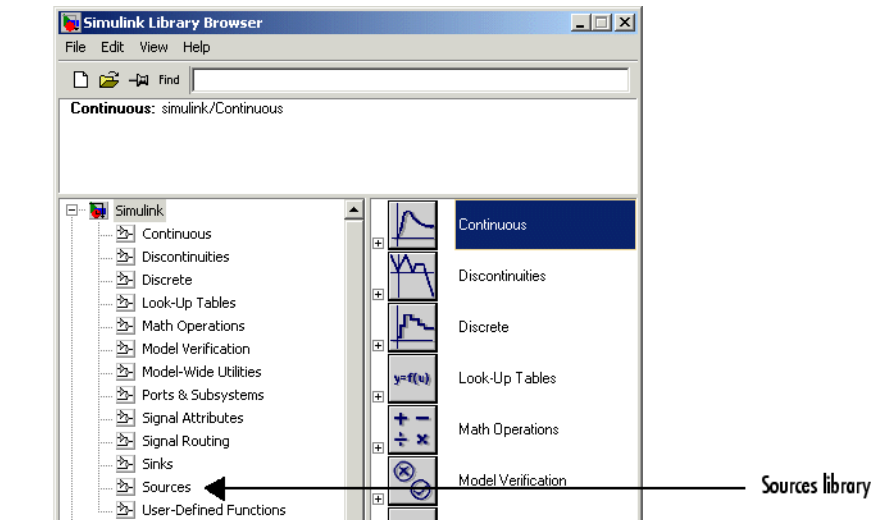 Simulink Library Browser
File Edit View Help
Find
Continuous: simulink/Continuous
Simulink
Continuous
Discontinuities
Discrete
Look-Up Tables
Math Operations
Model Verification
Model-Wide Utilities
Ports & Subsystems
Signal Attributes
Signal Routing
Sinks
Sources
User-Defined Functions
Continuous
Discontinuities
Discrete
y=f(u)
Look-Up Tables
Math Operations
Model Verification
Sources library